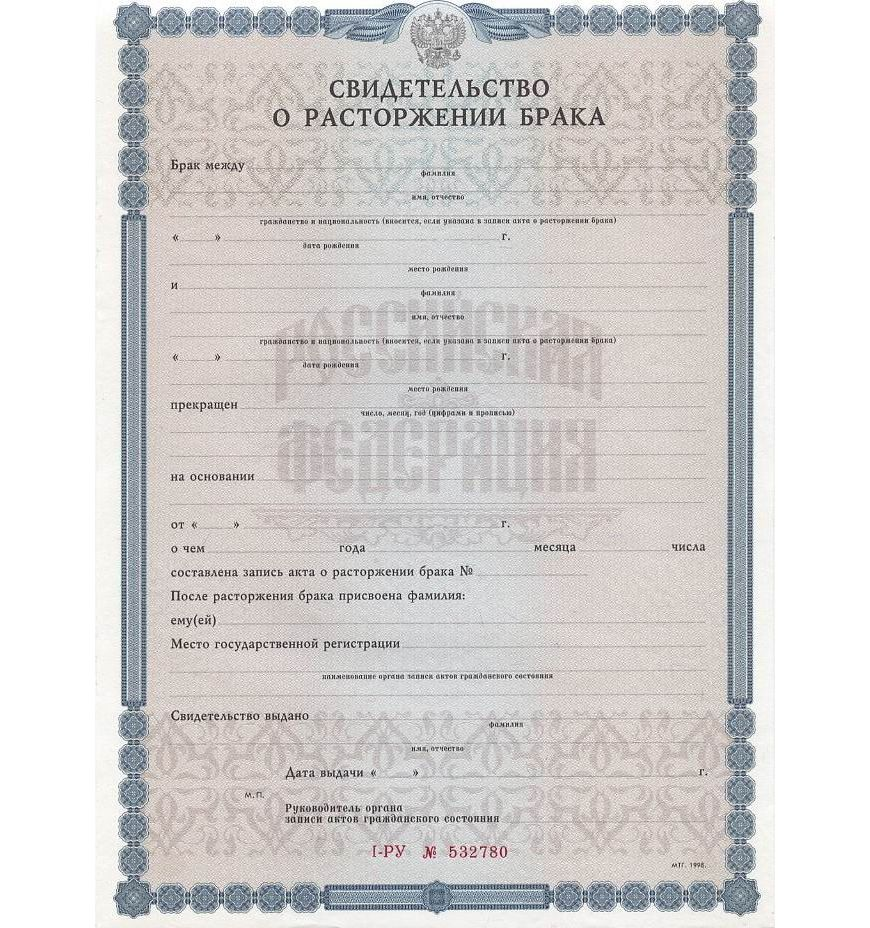 СВИДЕТЕЛЬСТВО
О РАСТОРЖЕНИИ БРАКА
Брак между
фамилия
имя, отчество
гражданство и национальность (вносится, если указана в записи акта о расторжении брака)
« » г.
дата рождения
место рождения
и
фамилия
имя, отчество
РОССИЙСКАЯ
гражданство и национальность (вносится, если указана в записи акта о расторжении брака)
« » г.
дата рождения
место рождения
прекращен
число, месяц, год (цифрами и прописью)
ФЕДЕРАЦИЯ
на основании
от « » г.
о чем года месяца числа
составлена запись акта о расторжении брака №
После расторжения брака присвоена фамилия:
ему(ей)
Место государственной регистрации
наименование органа записи актов гражданского состояния
Свидетельство выдано
фамилия
имя, отчество
Дата выдачи « » г.
М.П.
Руководитель органа
записи актов гражданского состояния
I-РУ № 532780
МТГ. 1998.